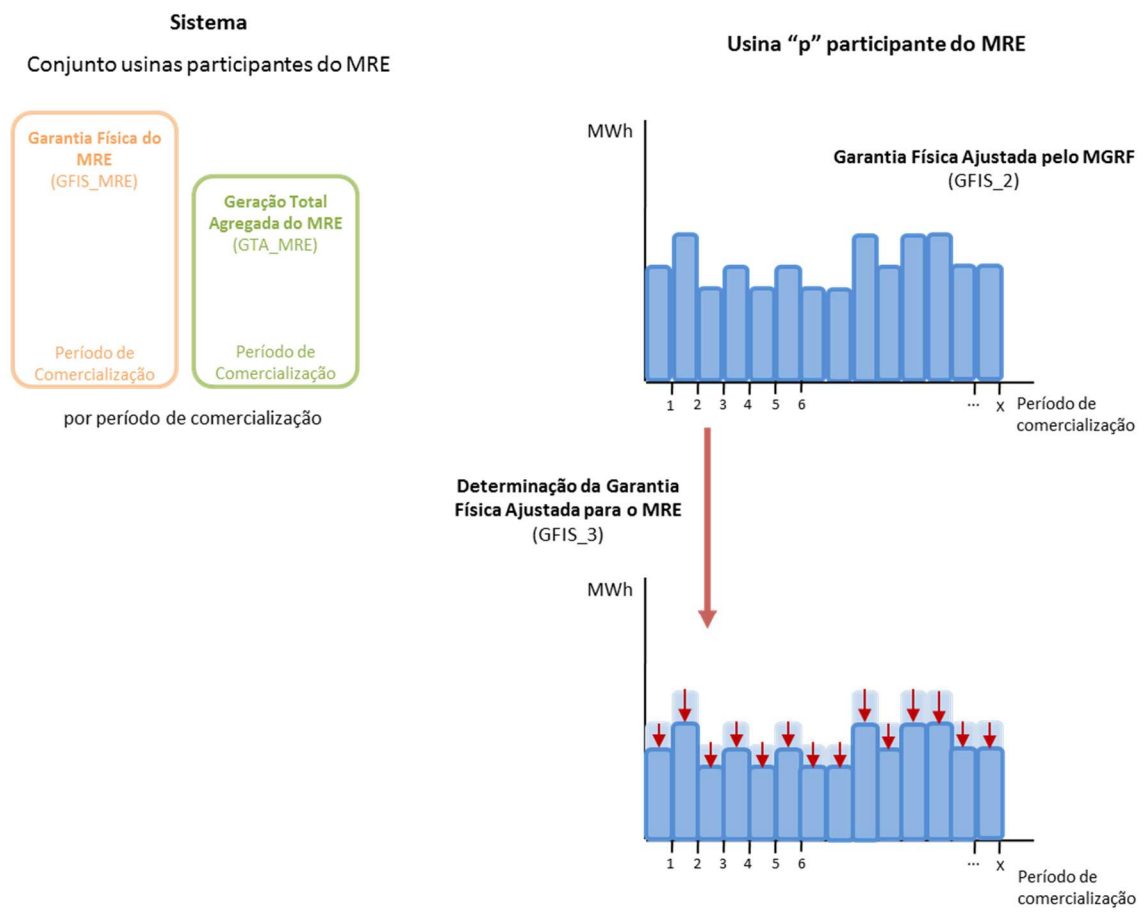 Sistema
Conjunto usinas participantes do MRE
Garantia Física do
MRE
(GFIS_MRE)
Período de
Comercialização
Geração Total
Agregada do MRE
(GTA_MRE)
Período de
Comercialização
por período de comercialização
Usina “p” participante do MRE
MWh
Garantia Física Ajustada pelo MGRF
(GFIS_2)
1 2 3 4 5 6 ... X
Período de
comercialização
Determinação da Garantia
Física Ajustada para o MRE
(GFIS_3)
MWh
1 2 3 4 5 6 ... X
Período de
comercialização